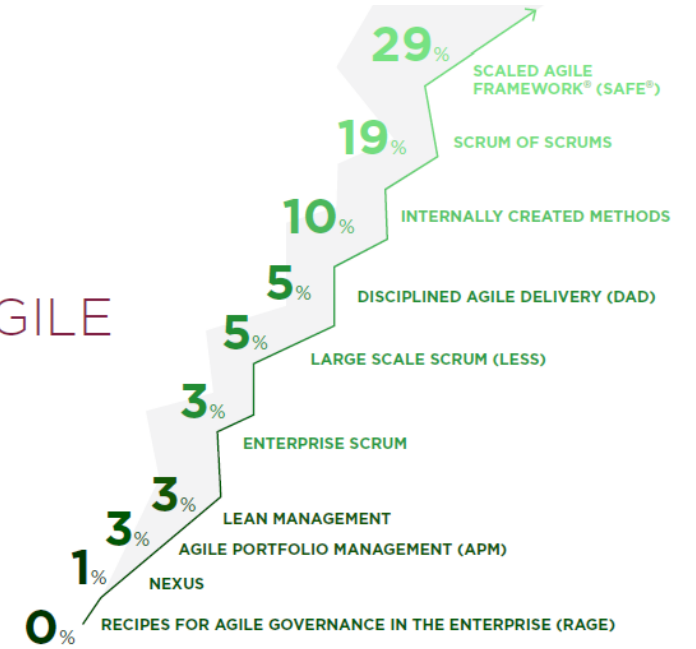 29%
SCALED AGILE
FRAMEWORK® (SAFE®)
19%
SCRUM OF SCRUMS
10%
INTERNALLY CREATED METHODS
5%
DISCIPLINED AGILE DELIVERY (DAD)
GILE
5%
LARGE SCALE SCRUM (LESS)
3%
ENTERPRISE SCRUM
3%
LEAN MANAGEMENT
3%
AGILE PORTFOLIO MANAGEMENT (APM)
1%
NEXUS
0%
RECIPES FOR AGILE GOVERNANCE IN THE ENTERPRISE (RAGE)